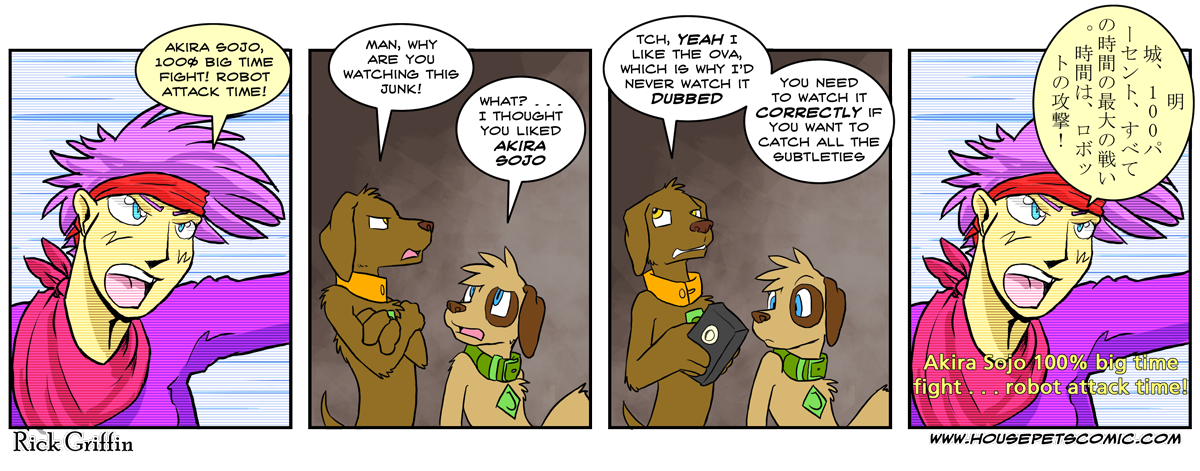 AKIRA SOJO,
100Ø BIG TIME
FIGHT! ROBOT
ATTACK TIME!
MAN, WHY
ARE YOU
WATCHING THIS
JUNK!
WHAT? . . .
I THOUGHT
YOU LIKED
AKIRA
SOJO
TCH, YEAH I
LIKE THE OVA,
WHICH IS WHY I'D
NEVER WATCH IT
DUBBED
YOU NEED
TO WATCH IT
CORRECTLY IF
YOU WANT TO
CATCH ALL THE
SUBTLETIES
明
城、100パ
ーセント、すべて
の時間の最大の戦い
。時間は、ロボッ
トの攻撃！
Akira Sojo 100% big time
fight . . . robot attack time!
Rick Griffin
WWW.HOUSEPETSCOMIC.COM